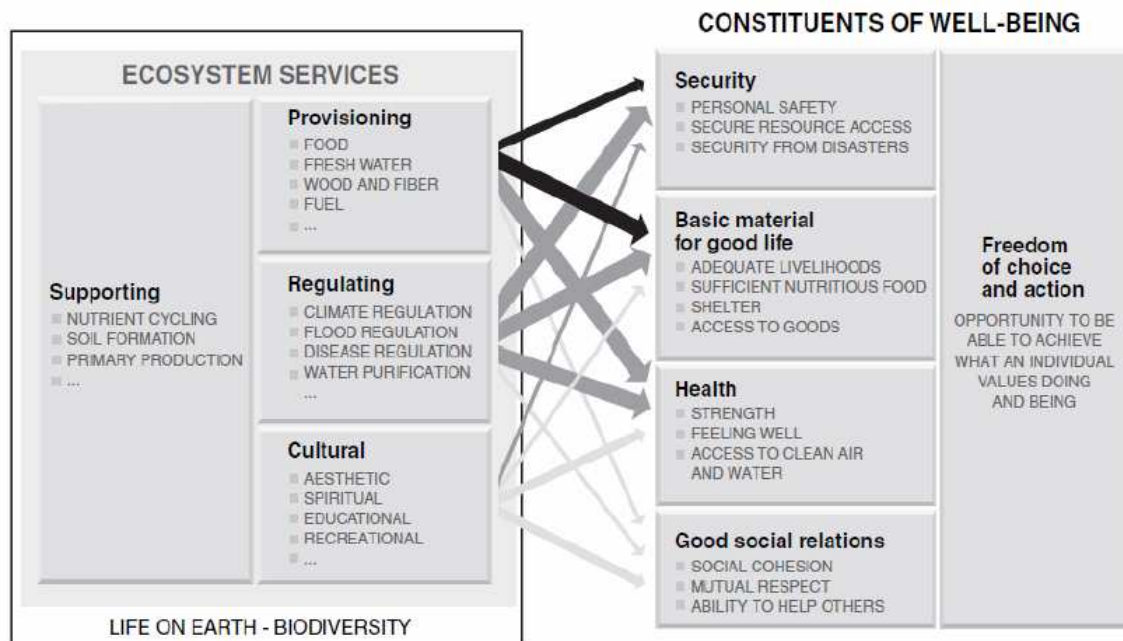 CONSTITUENTS OF WELL-BEING
ECOSYSTEM SERVICES
Supporting
NUTRIENT CYCLING
SOIL FORMATION
PRIMARY PRODUCTION
...
Provisioning
FOOD
FRESH WATER
WOOD AND FIBER
FUEL
...
Regulating
CLIMATE REGULATION
FLOOD REGULATION
DISEASE REGULATION
WATER PURIFICATION
...
Cultural
AESTHETIC
SPIRITUAL
EDUCATIONAL
RECREATIONAL
...
LIFE ON EARTH - BIODIVERSITY
Security
PERSONAL SAFETY
SECURE RESOURCE ACCESS
SECURITY FROM DISASTERS
Basic material
for good life
ADEQUATE LIVELIHOODS
SUFFICIENT NUTRITIOUS FOOD
SHELTER
ACCESS TO GOODS
Health
STRENGTH
FEELING WELL
ACCESS TO CLEAN AIR
AND WATER
Good social relations
SOCIAL COHESION
MUTUAL RESPECT
ABILITY TO HELP OTHERS
Freedom
of choice
and action
OPPORTUNITY TO BE
ABLE TO ACHIEVE
WHAT AN INDIVIDUAL
VALUES DOING
AND BEING